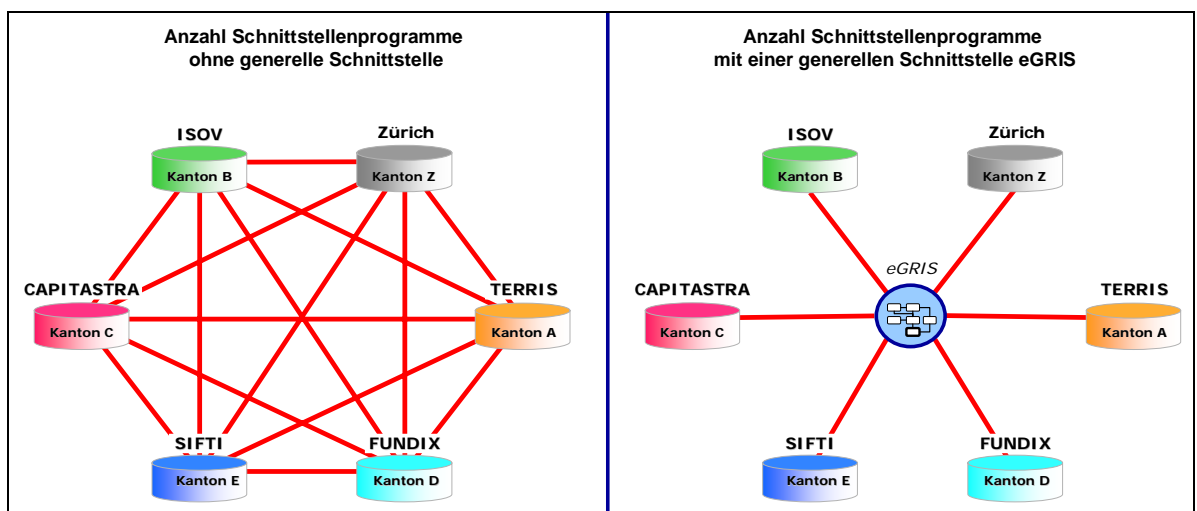 Anzahl Schnittstellenprogramme
ohne generelle Schnittstelle
ISOV
Zürich
Kanton B
Kanton Z
CAPITASTRA
TERRIS
Kanton C
Kanton A
SIFTI
FUNDIX
Kanton E
Kanton D
Anzahl Schnittstellenprogramme
mit einer generellen Schnittstelle eGRIS
ISOV
Zürich
Kanton B
Kanton Z
eGRIS
CAPITASTRA
TERRIS
Kanton C
Kanton A
SIFTI
FUNDIX
Kanton E
Kanton D